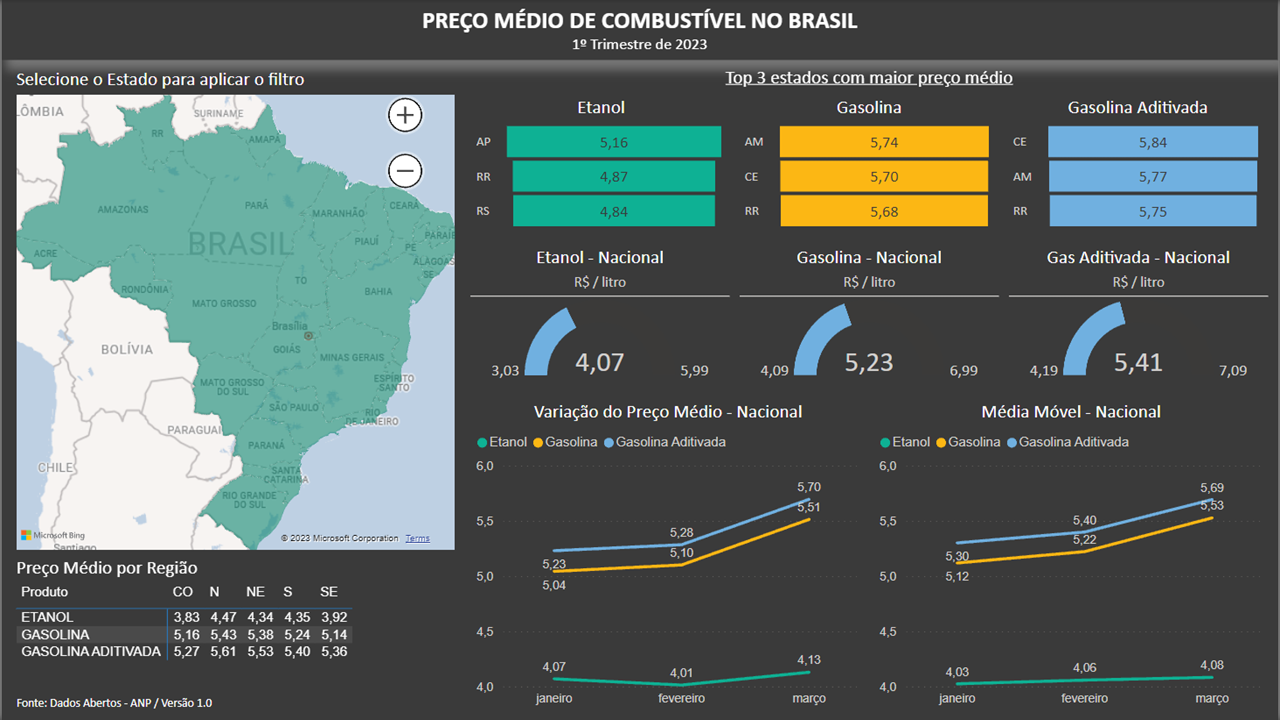 PREÇO MÉDIO DE COMBUSTÍVEL NO BRASIL
1º Trimestre de 2023
Selecione o Estado para aplicar o filtro
ÔMBIA
SURINAME
RR
AMAPÁ
AMAZONAS
PARÁ
MARANHÃO
CEARÁ
BRASIL
PIAUÍ
PARAÍB
PE
ACRE
ALAGOAS
SE
TO
RONDÔNIA
BAHIA
MATO GROSSO
Brasília
GOIÁS
BOLÍVIA
MINAS GERAIS
MATO GROSSO
DO SUL
ESPÍRITO
SANTO
SÃO PAULO
RIO
DE JANEIRO
PARAGUAI
PARANÁ
CHILE
SANTA
CATARINA
RIO GRANDE
DO SUL
Microsoft Bing
Santiago
© 2023 Microsoft Corporation Terms
Preço Médio por Região
Produto CO N NE S SE
ETANOL 3,83 4,47 4,34 4,35 3,92
GASOLINA 5,16 5,43 5,38 5,24 5,14
GASOLINA ADITIVADA 5,27 5,61 5,53 5,40 5,36
Fonte: Dados Abertos - ANP / Versão 1.0
Top 3 estados com maior preço médio
Etanol
AP 5,16
RR 4,87
RS 4,84
Gasolina
AM 5,74
CE 5,70
RR 5,68
Gasolina Aditivada
CE 5,84
AM 5,77
RR 5,75
Etanol - Nacional
R$ / litro
3,03 4,07 5,99
Gasolina - Nacional
R$ / litro
4,09 5,23 6,99
Gas Aditivada - Nacional
R$ / litro
4,19 5,41 7,09
Variação do Preço Médio - Nacional
Etanol Gasolina Gasolina Aditivada
6,0
5,5
5,0
4,5
4,0
5,23 5,28 5,70
5,04 5,10 5,51
4,07 4,01 4,13
janeiro fevereiro março
Média Móvel - Nacional
Etanol Gasolina Gasolina Aditivada
6,0
5,5
5,0
4,5
4,0
5,30 5,40 5,69
5,12 5,22 5,53
4,03 4,06 4,08
janeiro fevereiro março